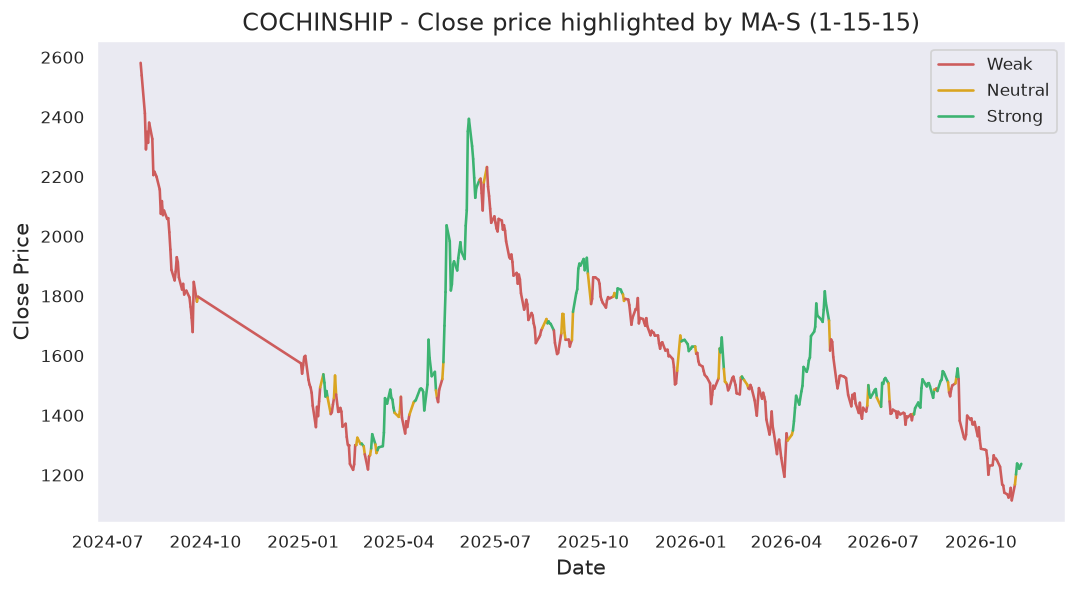 COCHINSHIP - Close price highlighted by MA-S (1-15-15)
Weak
Neutral
Strong
Close Price
2600
2400
2200
2000
1800
1600
1400
1200
2024-07 2024-10 2025-01 2025-04 2025-07 2025-10 2026-01 2026-04 2026-07 2026-10
Date